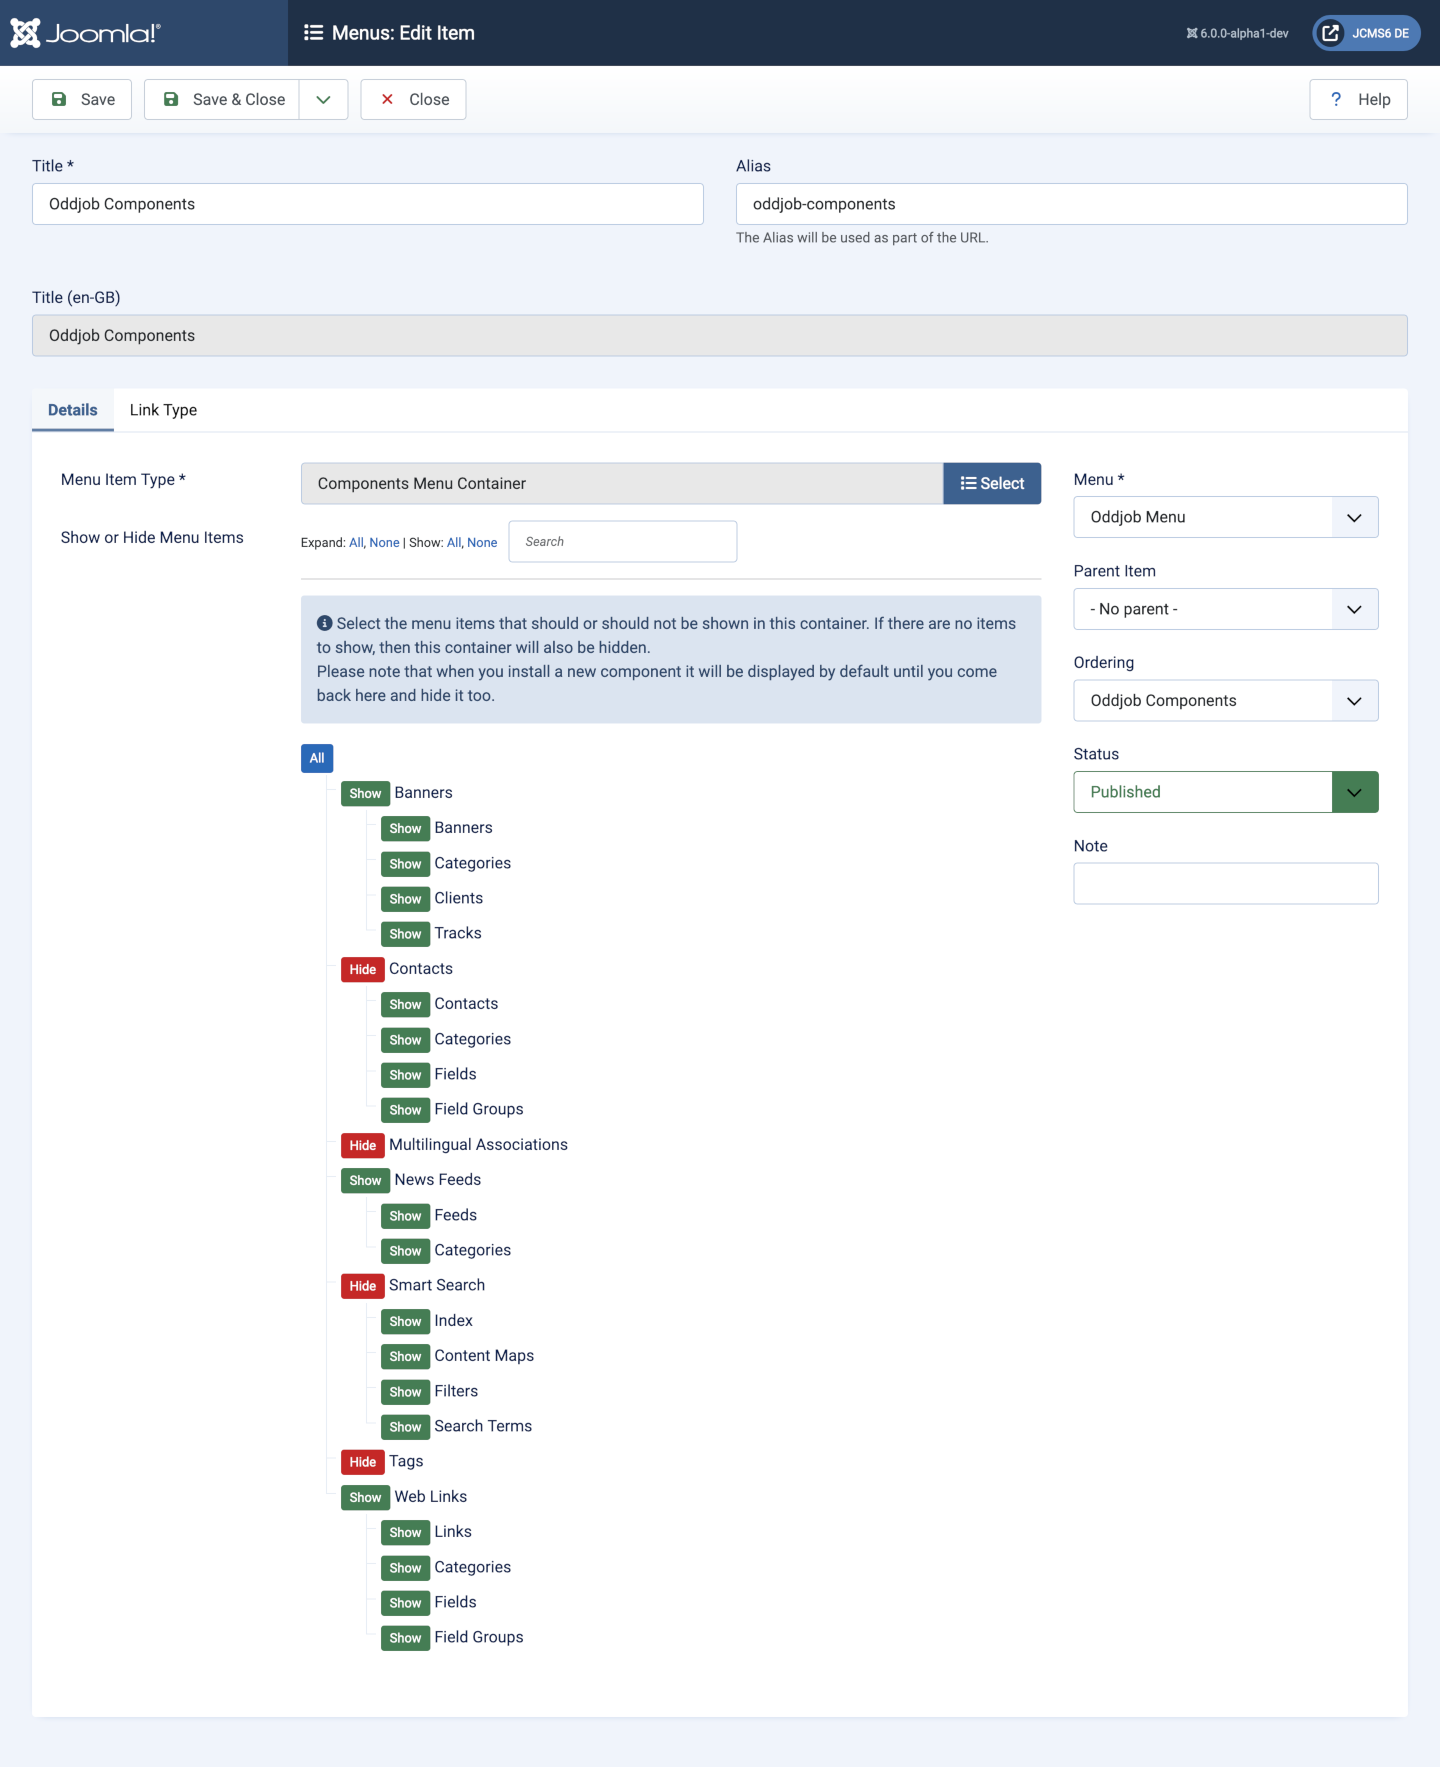 Joomla!®
Menus: Edit Item
6.0.0-alpha1-dev
JCMS6 DE
Save
Save & Close
Close
? Help
Title *
Oddjob Components
Alias
oddjob-components
The Alias will be used as part of the URL.
Title (en-GB)
Oddjob Components
Details
Link Type
Menu Item Type *
Components Menu Container
Select
Show or Hide Menu Items
Expand: All, None | Show: All, None
Search
Select the menu items that should or should not be shown in this container. If there are no items
to show, then this container will also be hidden.
Please note that when you install a new component it will be displayed by default until you come
back here and hide it too.
All
Show Banners
Show Banners
Show Categories
Show Clients
Show Tracks
Hide Contacts
Show Contacts
Show Categories
Show Fields
Show Field Groups
Hide Multilingual Associations
Show News Feeds
Show Feeds
Show Categories
Hide Smart Search
Show Index
Show Content Maps
Show Filters
Show Search Terms
Hide Tags
Show Web Links
Show Links
Show Categories
Show Fields
Show Field Groups
Menu *
Oddjob Menu
Parent Item
- No parent -
Ordering
Oddjob Components
Status
Published
Note